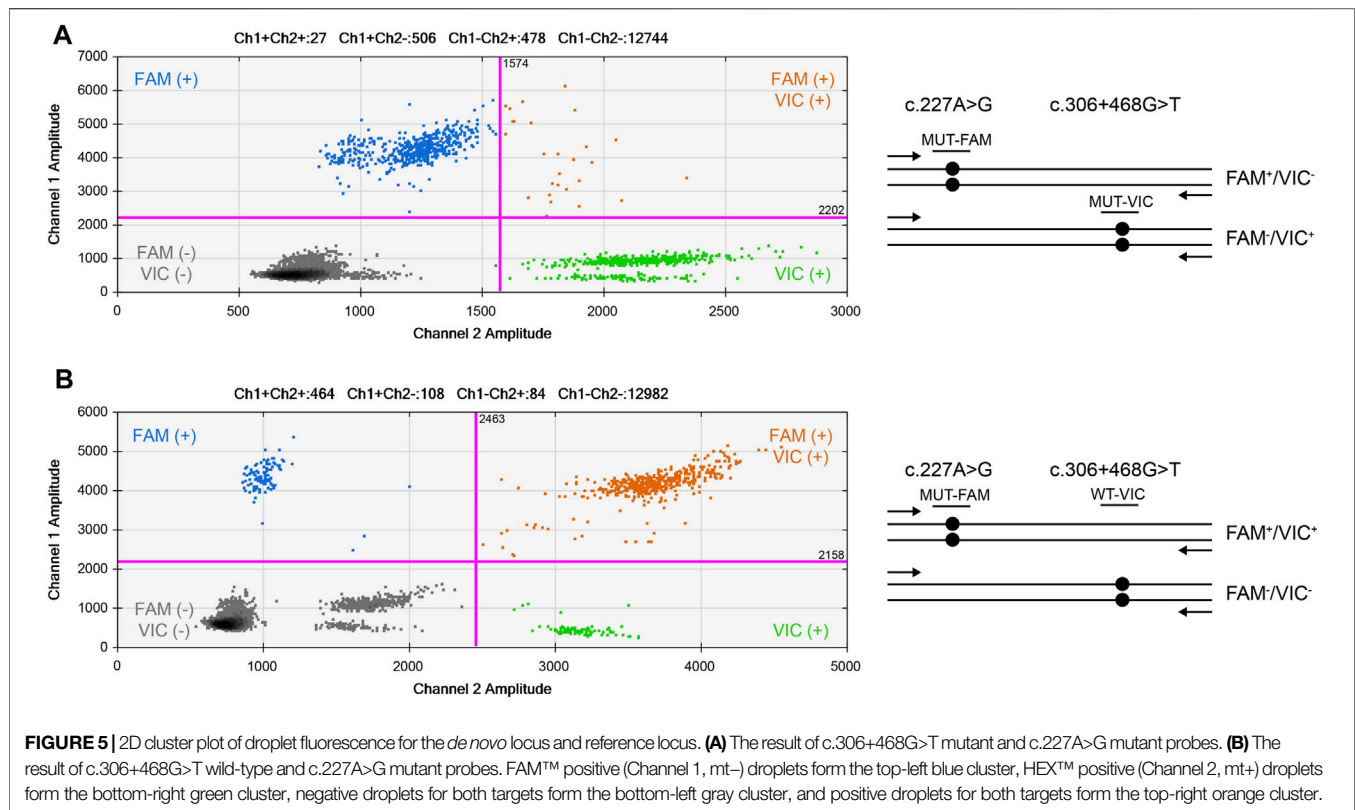 A
Ch1+Ch2+:27 Ch1+Ch2-:506 Ch1-Ch2+:478 Ch1-Ch2-:12744
7000
6000
5000
4000
3000
2000
1000
0
Channel 1 Amplitude
FAM (+)
1574
FAM (+)
VIC (+)
2202
FAM (-)
VIC (-)
VIC (+)
0 500 1000 1500 2000 2500 3000
Channel 2 Amplitude
c.227A>G c.306+468G>T
MUT-FAM
FAM+/VIC-
MUT-VIC
FAM-/VIC+
B
Ch1+Ch2+:464 Ch1+Ch2-:108 Ch1-Ch2+:84 Ch1-Ch2-:12982
6000
5000
4000
3000
2000
1000
0
Channel 1 Amplitude
FAM (+)
2463
FAM (+)
VIC (+)
2158
FAM (-)
VIC (-)
VIC (+)
0 1000 2000 3000 4000 5000
Channel 2 Amplitude
c.227A>G c.306+468G>T
MUT-FAM WT-VIC
FAM+/VIC+
FAM-/VIC-
FIGURE 5 | 2D cluster plot of droplet fluorescence for the de novo locus and reference locus. (A) The result of c.306+468G>T mutant and c.227A>G mutant probes. (B) The
result of c.306+468G>T wild-type and c.227A>G mutant probes. FAM™ positive (Channel 1, mt–) droplets form the top-left blue cluster, HEX™ positive (Channel 2, mt+) droplets
form the bottom-right green cluster, negative droplets for both targets form the bottom-left gray cluster, and positive droplets for both targets form the top-right orange cluster.